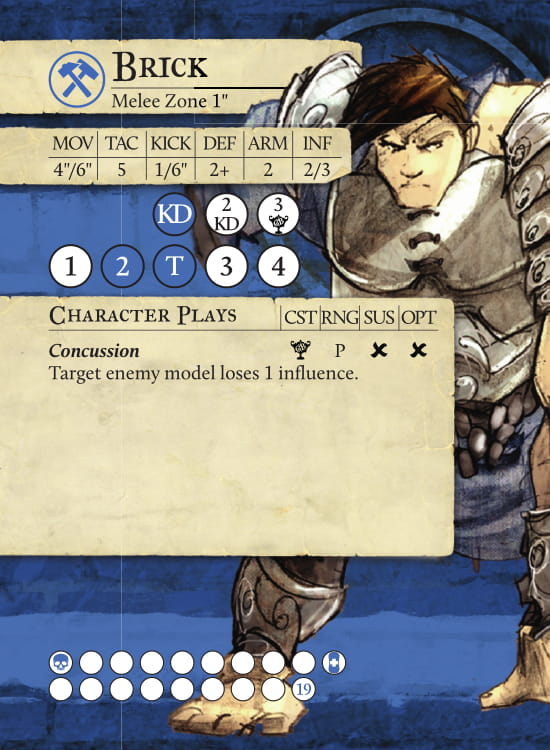 BRICK
Melee Zone 1"
MOV TAC KICK DEF ARM INF
4"/6" 5 1/6" 2+ 2 2/3
KD 2 KD 3
1 2 T 3 4
CHARACTER PLAYS CST RNG SUS OPT
Concussion P
Target enemy model loses 1 influence.
19